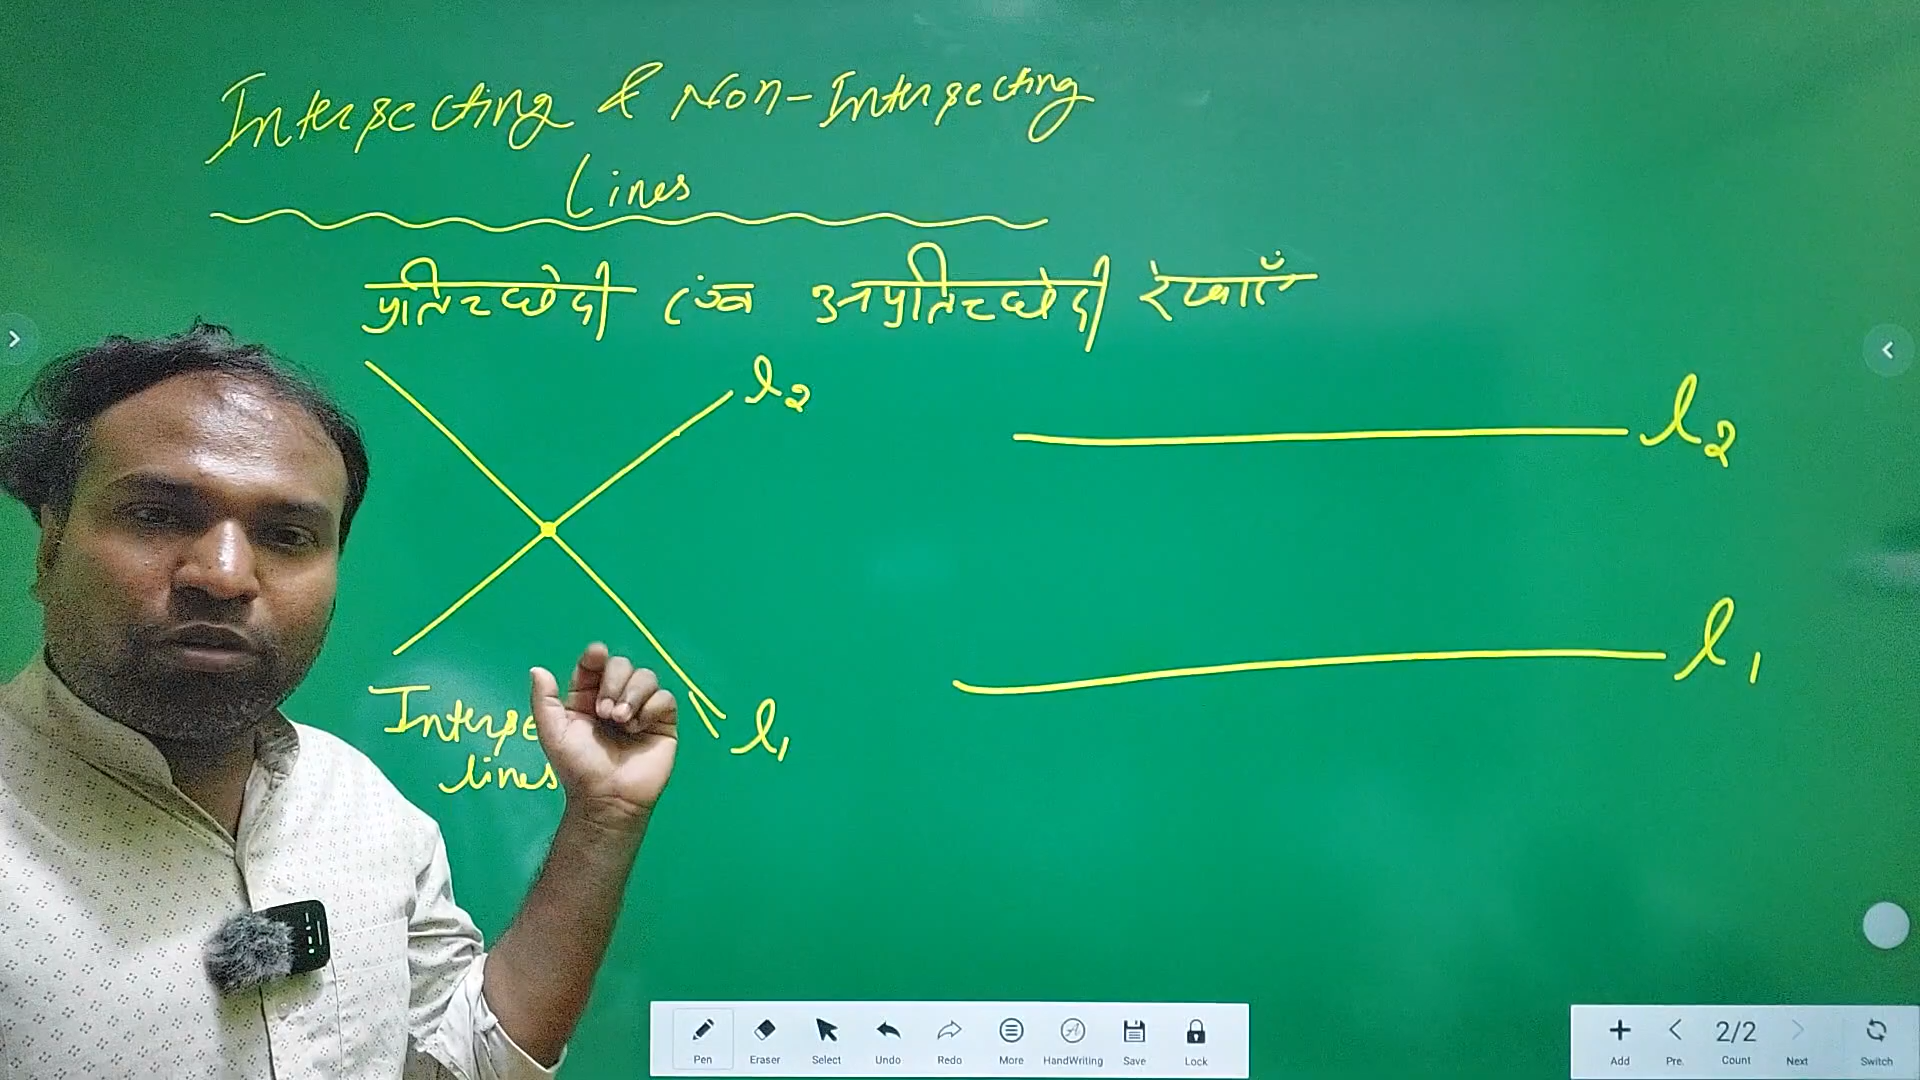 Intersecting & Non-Intersecting
Lines
प्रतिच्छेदी एंव अप्रतिच्छेदी रेखाएँ
l2
l2
l1
Interse
lines
l1
Pen Eraser Select Undo Redo More HandWriting Save Lock
Add Pre. 2/2 Count Next Switch